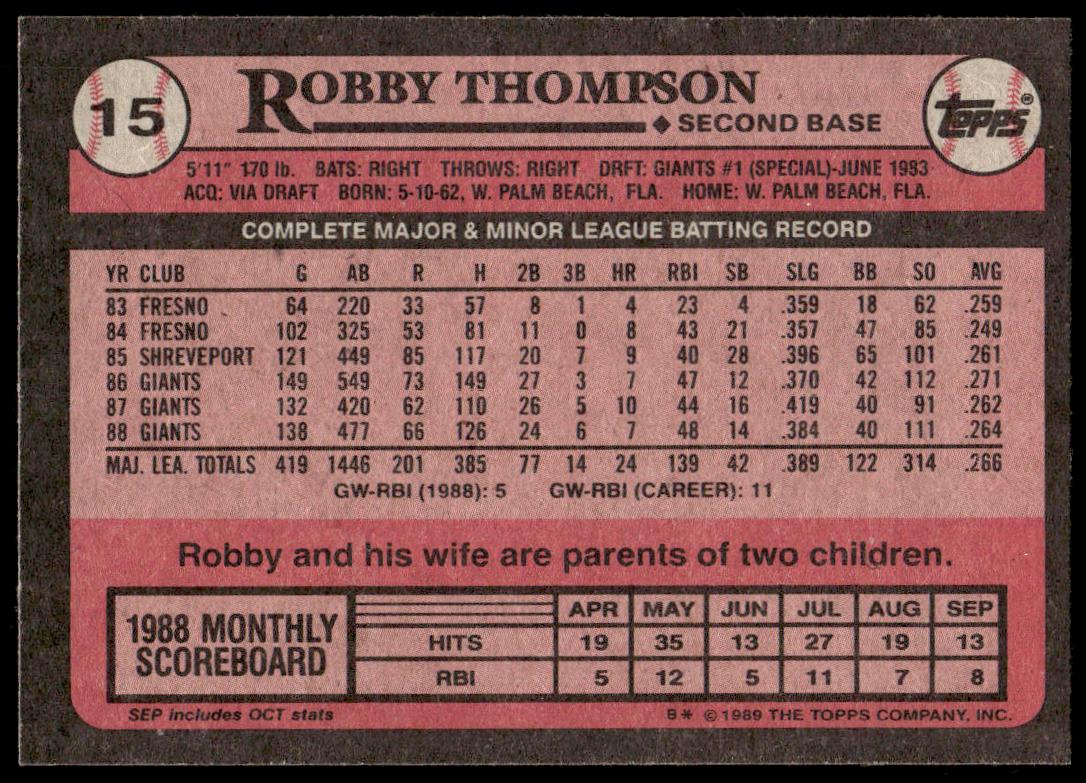 15
ROBBY THOMPSON
◆ SECOND BASE
TOPPS®
5'11" 170 lb. BATS: RIGHT THROWS: RIGHT DRFT: GIANTS #1 (SPECIAL)-JUNE 1983
ACQ: VIA DRAFT BORN: 5-10-62, W. PALM BEACH, FLA. HOME: W. PALM BEACH, FLA.
COMPLETE MAJOR & MINOR LEAGUE BATTING RECORD
YR CLUB G AB R H 2B 3B HR RBI SB SLG BB SO AVG
83 FRESNO 64 220 33 57 8 1 4 23 4 .359 18 62 .259
84 FRESNO 102 325 53 81 11 0 8 43 21 .357 47 85 .249
85 SHREVEPORT 121 449 85 117 20 7 9 40 28 .396 65 101 .261
86 GIANTS 149 549 73 149 27 3 7 47 12 .370 42 112 .271
87 GIANTS 132 420 62 110 26 5 10 44 16 .419 40 91 .262
88 GIANTS 138 477 66 126 24 6 7 48 14 .384 40 111 .264
MAJ. LEA. TOTALS 419 1446 201 385 77 14 24 139 42 .389 122 314 .266
GW-RBI (1988): 5 GW-RBI (CAREER): 11
Robby and his wife are parents of two children.
1988 MONTHLY
SCOREBOARD
APR MAY JUN JUL AUG SEP
HITS 19 35 13 27 19 13
RBI 5 12 5 11 7 8
SEP includes OCT stats
B* © 1989 THE TOPPS COMPANY, INC.